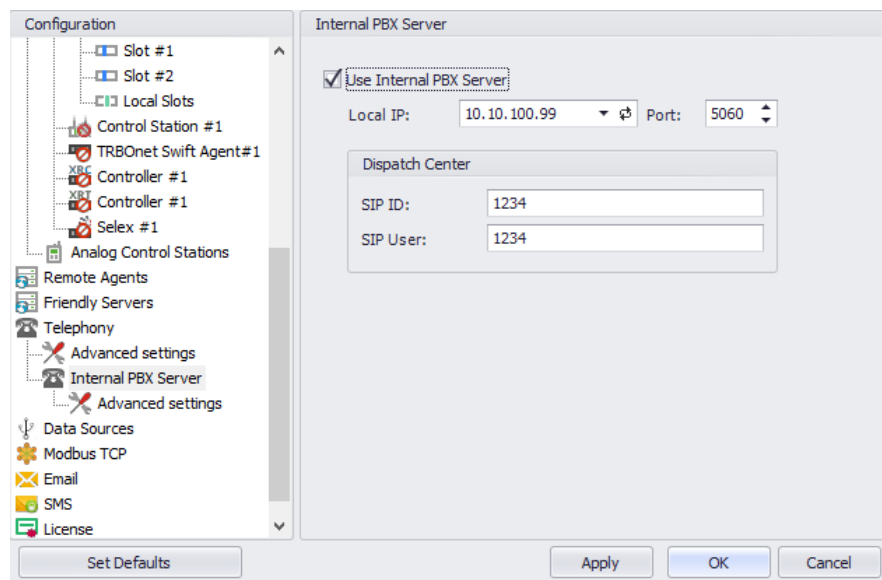 Configuration
Slot #1
Slot #2
Local Slots
Control Station #1
TRBOnet Swift Agent#1
XRC
Controller #1
XRT
Controller #1
Selex #1
Analog Control Stations
Remote Agents
Friendly Servers
Telephony
Advanced settings
Internal PBX Server
Advanced settings
Data Sources
Modbus TCP
Email
SMS
License
Set Defaults
Internal PBX Server
Use Internal PBX Server
Local IP: 10.10.100.99 Port: 5060
Dispatch Center
SIP ID: 1234
SIP User: 1234
Apply OK Cancel